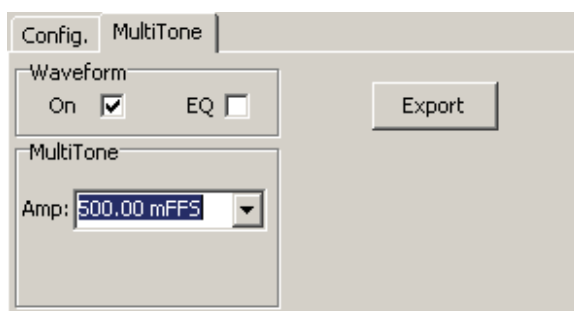 Config. MultiTone
Waveform
On EQ Export
MultiTone
Amp: 500.00 mFFS